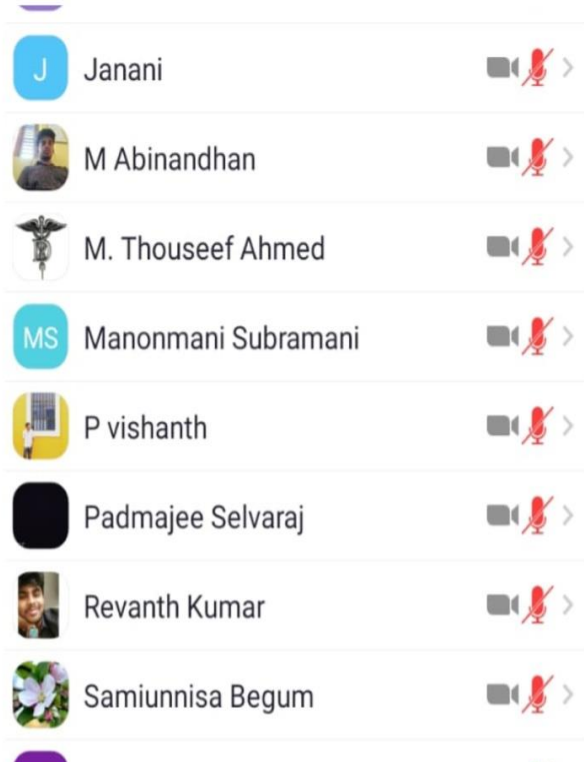 J Janani
M Abinandhan
M. Thouseef Ahmed
MS Manonmani Subramani
P vishanth
Padmajee Selvaraj
Revanth Kumar
Samiunnisa Begum